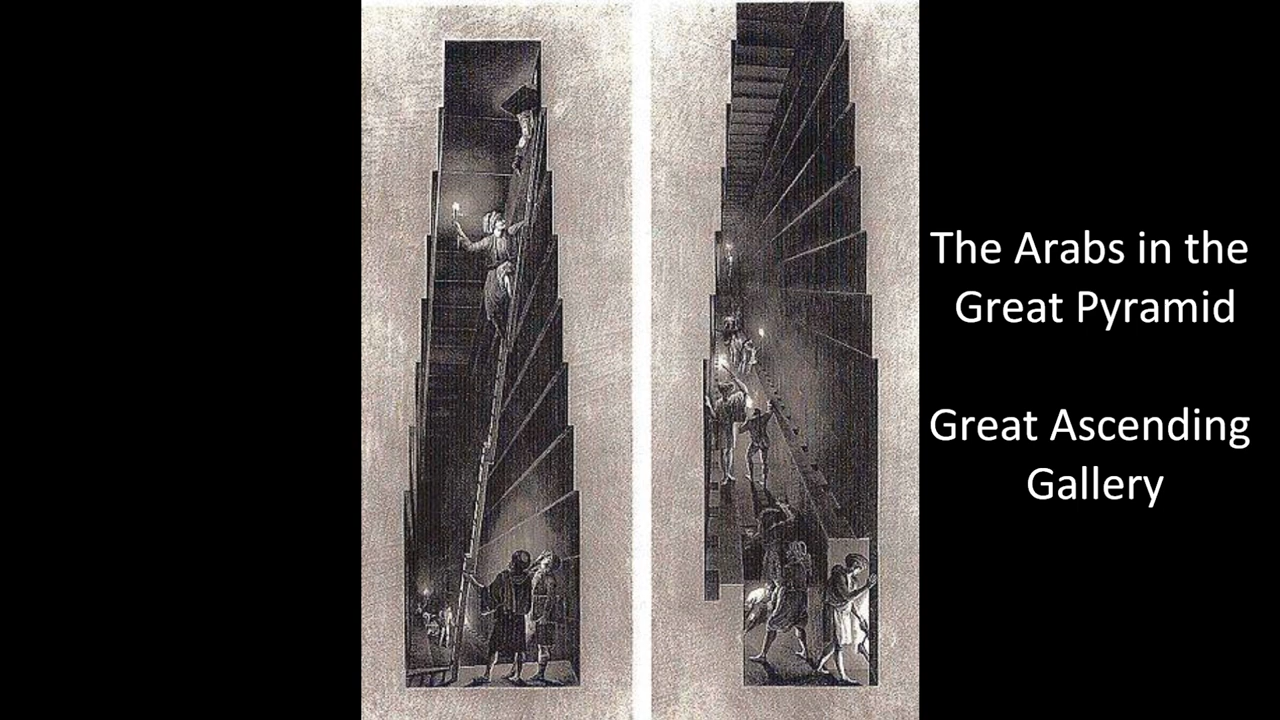 The Arabs in the
Great Pyramid
Great Ascending
Gallery